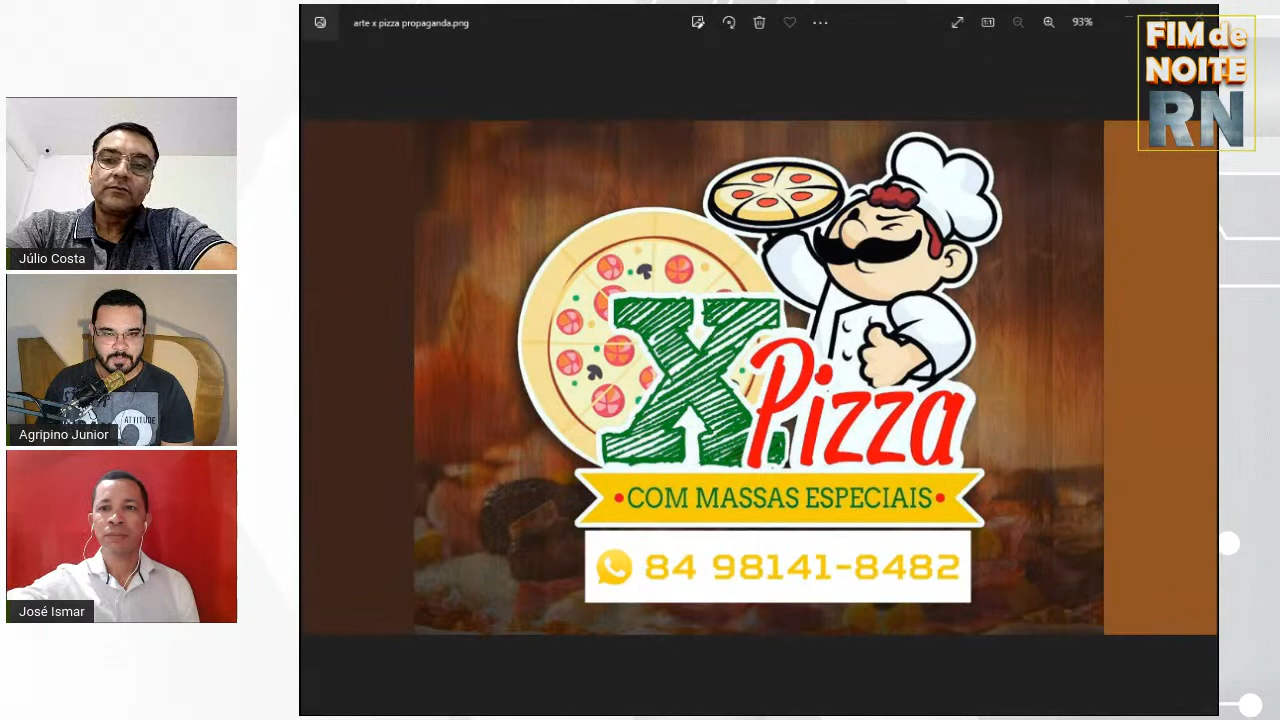 arte x pizza propaganda.png
93%
FIM de
NOITE
RN
Júlio Costa
Agripino Junior
ATTITUDE
José Ismar
X Pizza
•COM MASSAS ESPECIAIS•
84 98141-8482